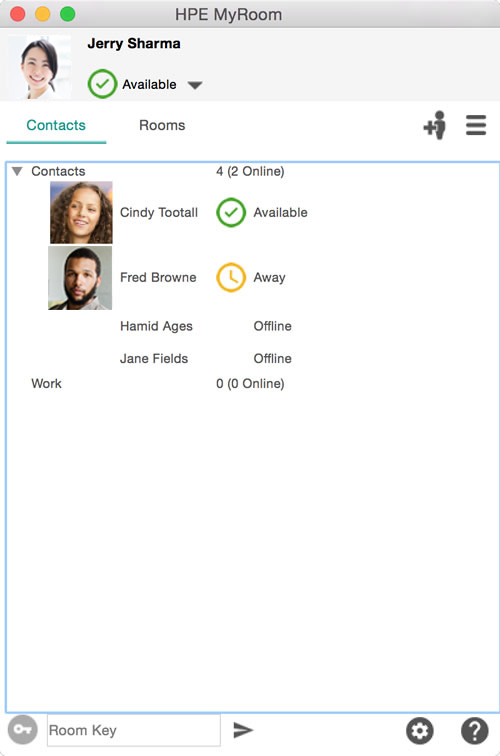 HPE MyRoom
Jerry Sharma
Available
Contacts Rooms
Contacts 4 (2 Online)
Cindy Tootall Available
Fred Browne Away
Hamid Ages Offline
Jane Fields Offline
Work 0 (0 Online)
Room Key